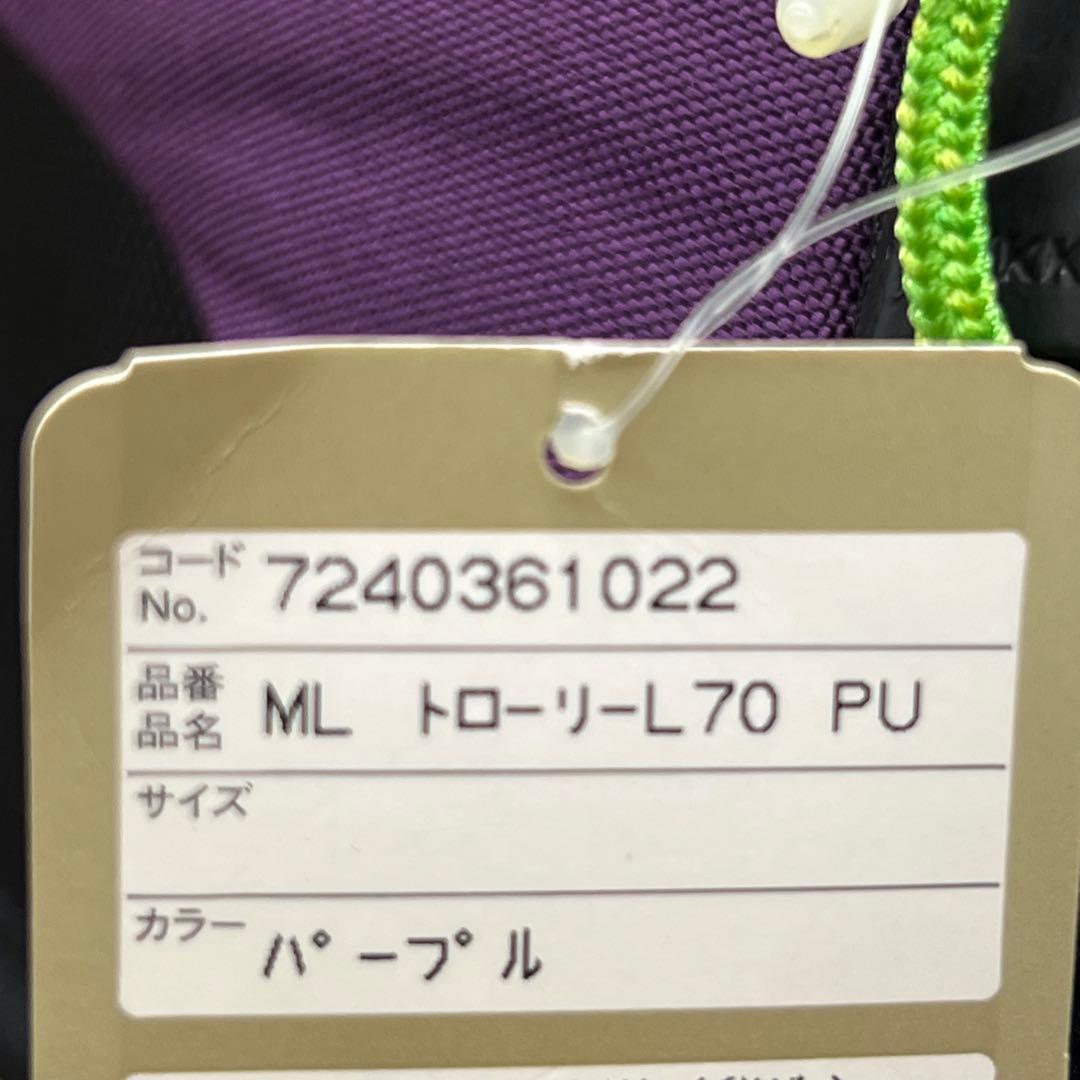 コード
No. 7240361022
品番
品名 ML トローリーL70 PU
サイズ
カラー パープル